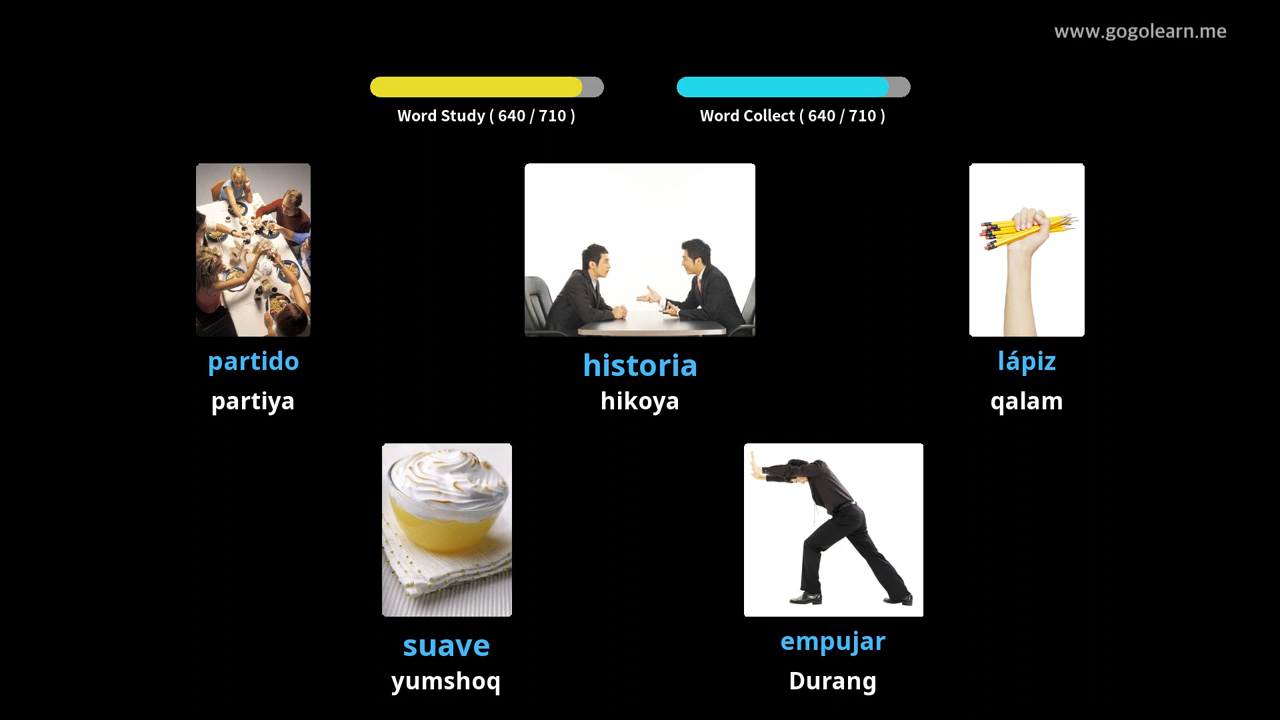 www.gogolearn.me
Word Study ( 640 / 710 )
Word Collect ( 640 / 710 )
partido
partiya
historia
hikoya
lápiz
qalam
suave
yumshoq
empujar
Durang